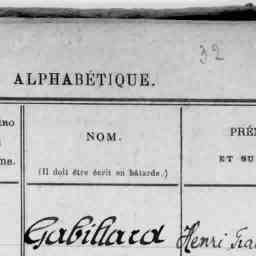 32
ALPHABÉTIQUE.
NOM.
(Il doit être écrit en bâtarde.)
PRÉ
ET SU
Gabillard Henri